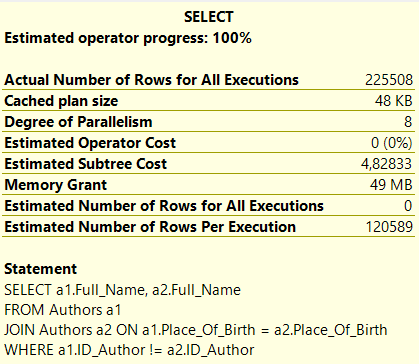 SELECT
Estimated operator progress: 100%
Actual Number of Rows for All Executions 225508
Cached plan size 48 KB
Degree of Parallelism 8
Estimated Operator Cost 0 (0%)
Estimated Subtree Cost 4,82833
Memory Grant 49 MB
Estimated Number of Rows for All Executions 0
Estimated Number of Rows Per Execution 120589
Statement
SELECT a1.Full_Name, a2.Full_Name
FROM Authors a1
JOIN Authors a2 ON a1.Place_Of_Birth = a2.Place_Of_Birth
WHERE a1.ID_Author != a2.ID_Author